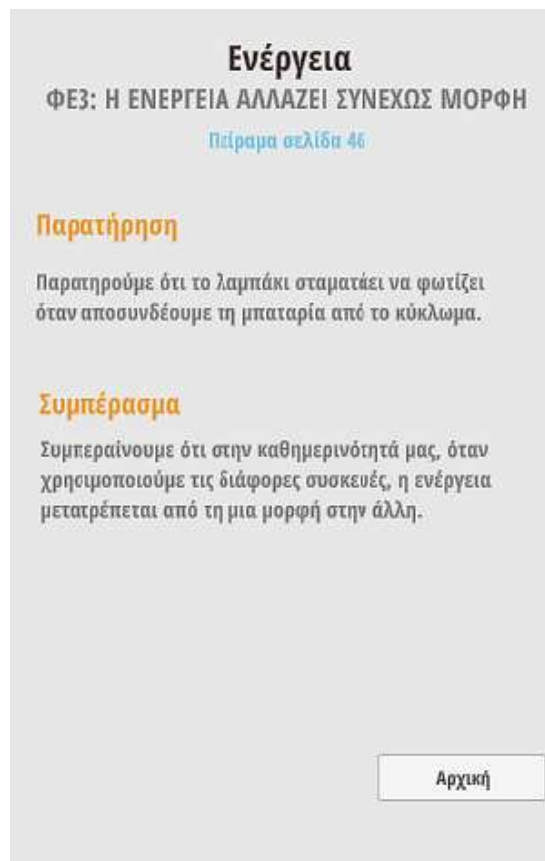 Ενέργεια
ΦΕ3: Η ΕΝΕΡΓΕΙΑ ΑΛΛΑΖΕΙ ΣΥΝΕΧΩΣ ΜΟΡΦΗ
Πείραμα σελίδα 46
Παρατήρηση
Παρατηρούμε ότι το λαμπάκι σταματάει να φωτίζει
όταν αποσυνδέουμε τη μπαταρία από το κύκλωμα.
Συμπέρασμα
Συμπεραίνουμε ότι στην καθημερινότητά μας, όταν
χρησιμοποιούμε τις διάφορες συσκευές, η ενέργεια
μετατρέπεται από τη μια μορφή στην άλλη.
Αρχική